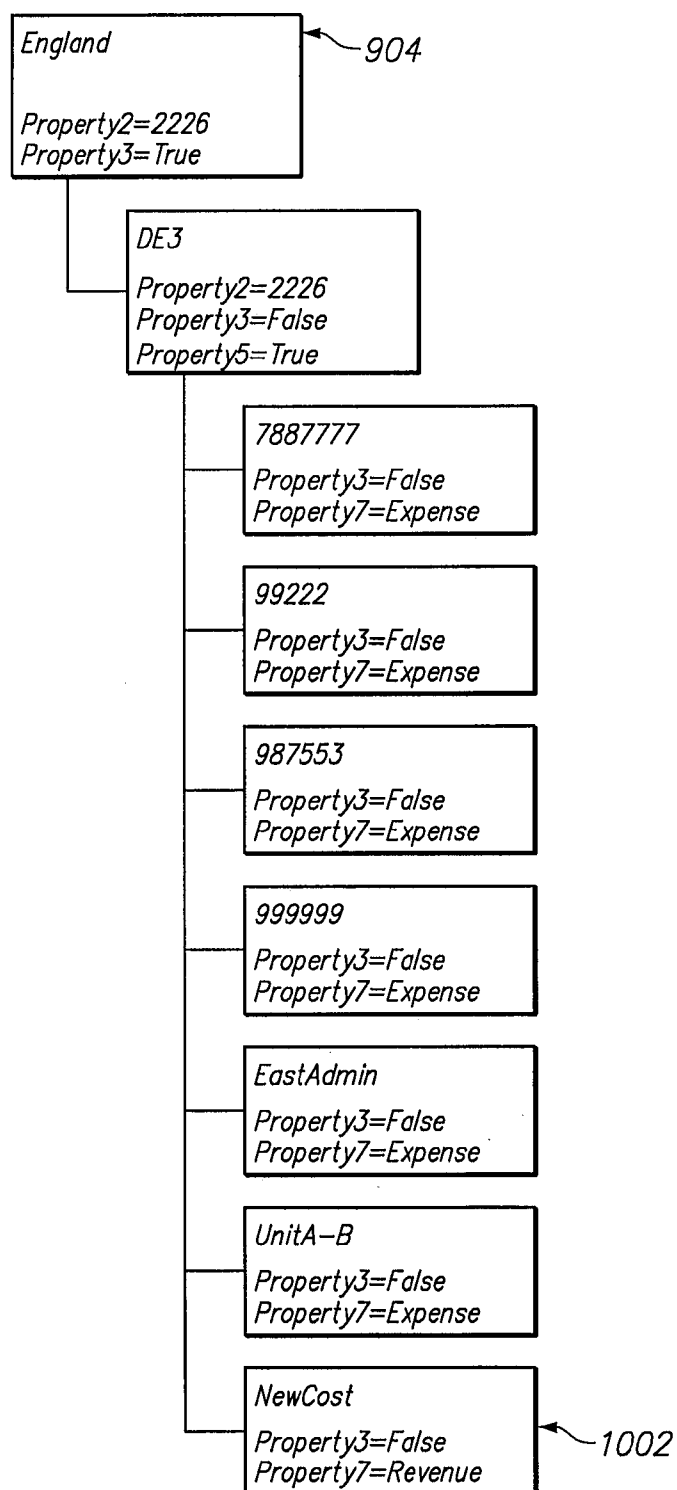 England
904
Property2=2226
Property3=True
DE3
Property2=2226
Property3=False
Property5=True
7887777
Property3=False
Property7=Expense
99222
Property3=False
Property7=Expense
987553
Property3=False
Property7=Expense
999999
Property3=False
Property7=Expense
EastAdmin
Property3=False
Property7=Expense
UnitA-B
Property3=False
Property7=Expense
NewCost
1002
Property3=False
Property7=Revenue